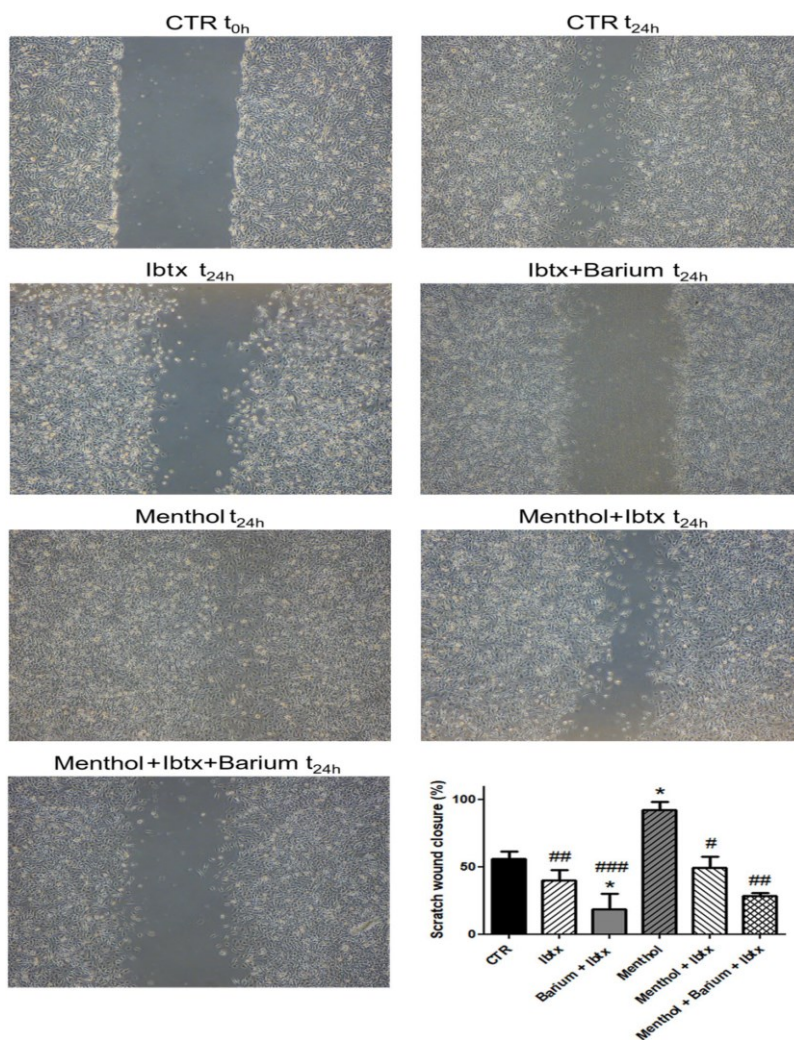 CTR t0h
CTR t24h
Ibtx t24h
Ibtx+Barium t24h
Menthol t24h
Menthol+Ibtx t24h
Menthol+Ibtx+Barium t24h
Scratch wound closure (%)
100
50
0
##
###
*
*
#
##
CTR
Ibtx
Barium + Ibtx
Menthol
Menthol + Ibtx
Menthol + Barium + Ibtx